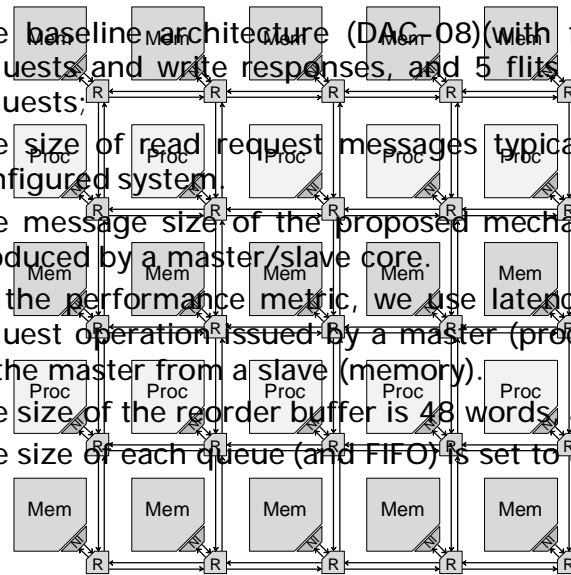 Mem Mem Mem Mem Mem
e baseline architecture (DAC-08)(with f
uests and write responses, and 5 flits
R R R R R
uests;
e size of read request messages typica
Proc Proc Proc Proc Proc
nfigured system.
R R R R R
e message size of the proposed mecha
oduced by a master/slave core.
Mem Mem Mem Mem Mem
the performance metric, we use latenc
uest operation issued by a master (proc
R R R R R
the master from a slave (memory).
Proc Proc Proc Proc Proc
e size of the reorder buffer is 48 words,
R R R R R
e size of each queue (and FIFO) is set to
Mem Mem Mem Mem Mem
R R R R R